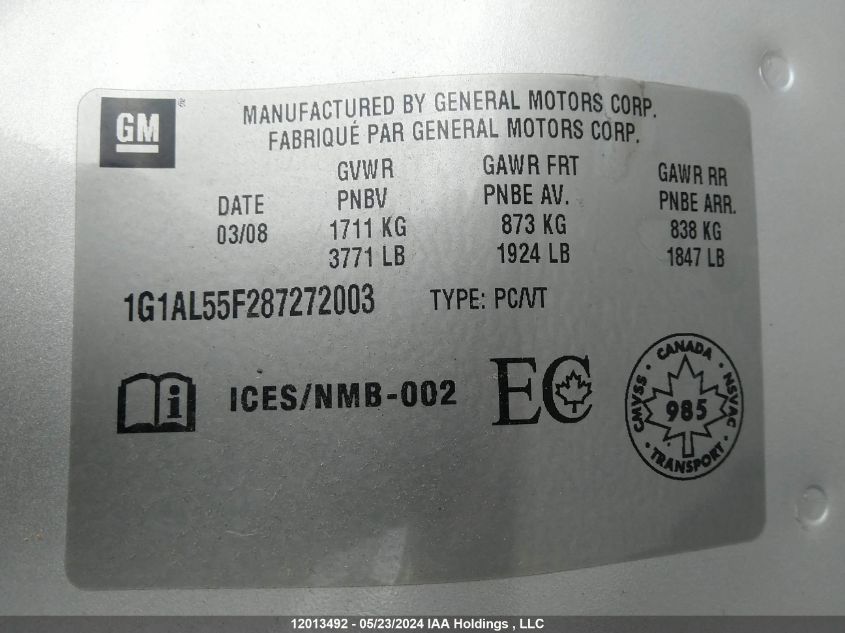 GM ®
MANUFACTURED BY GENERAL MOTORS CORP.
FABRIQUÉ PAR GENERAL MOTORS CORP.
GVWR GAWR FRT GAWR RR
DATE PNBV PNBE AV. PNBE ARR.
03/08 1711 KG 873 KG 838 KG
3771 LB 1924 LB 1847 LB
1G1AL55F287272003 TYPE: PC/VT
i ICES/NMB-002 EC
CANADA
CMVSS 985 NSVAC
TRANSPORT
12013492 - 05/23/2024 IAA Holdings , LLC